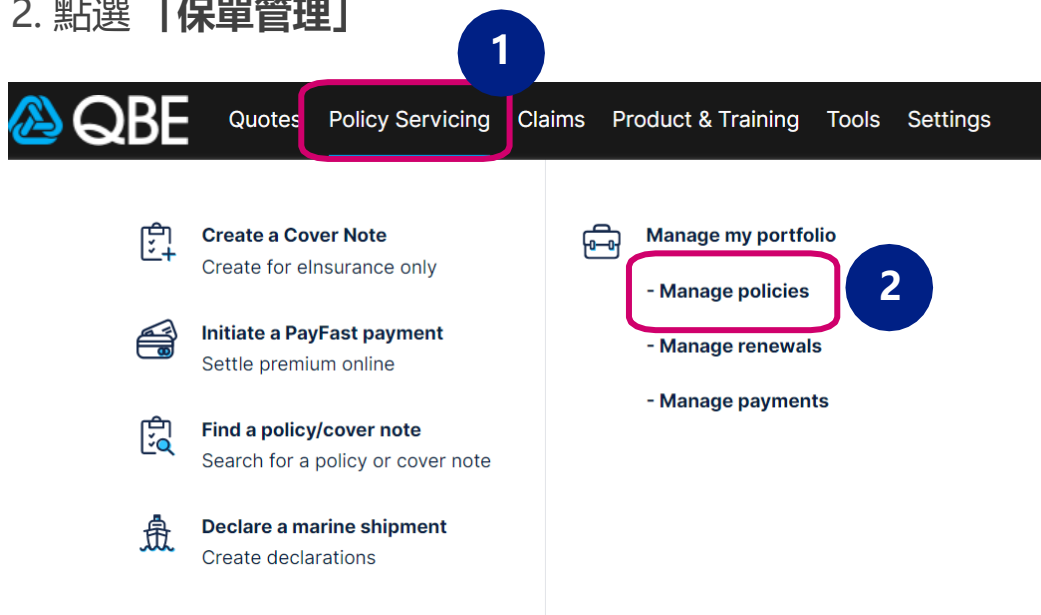 2. 點選「保單管理」
1
QBE Quotes Policy Servicing Claims Product & Training Tools Settings
Create a Cover Note
Create for eInsurance only
Initiate a PayFast payment
Settle premium online
Find a policy/cover note
Search for a policy or cover note
Declare a marine shipment
Create declarations
Manage my portfolio
- Manage policies
2
- Manage renewals
- Manage payments